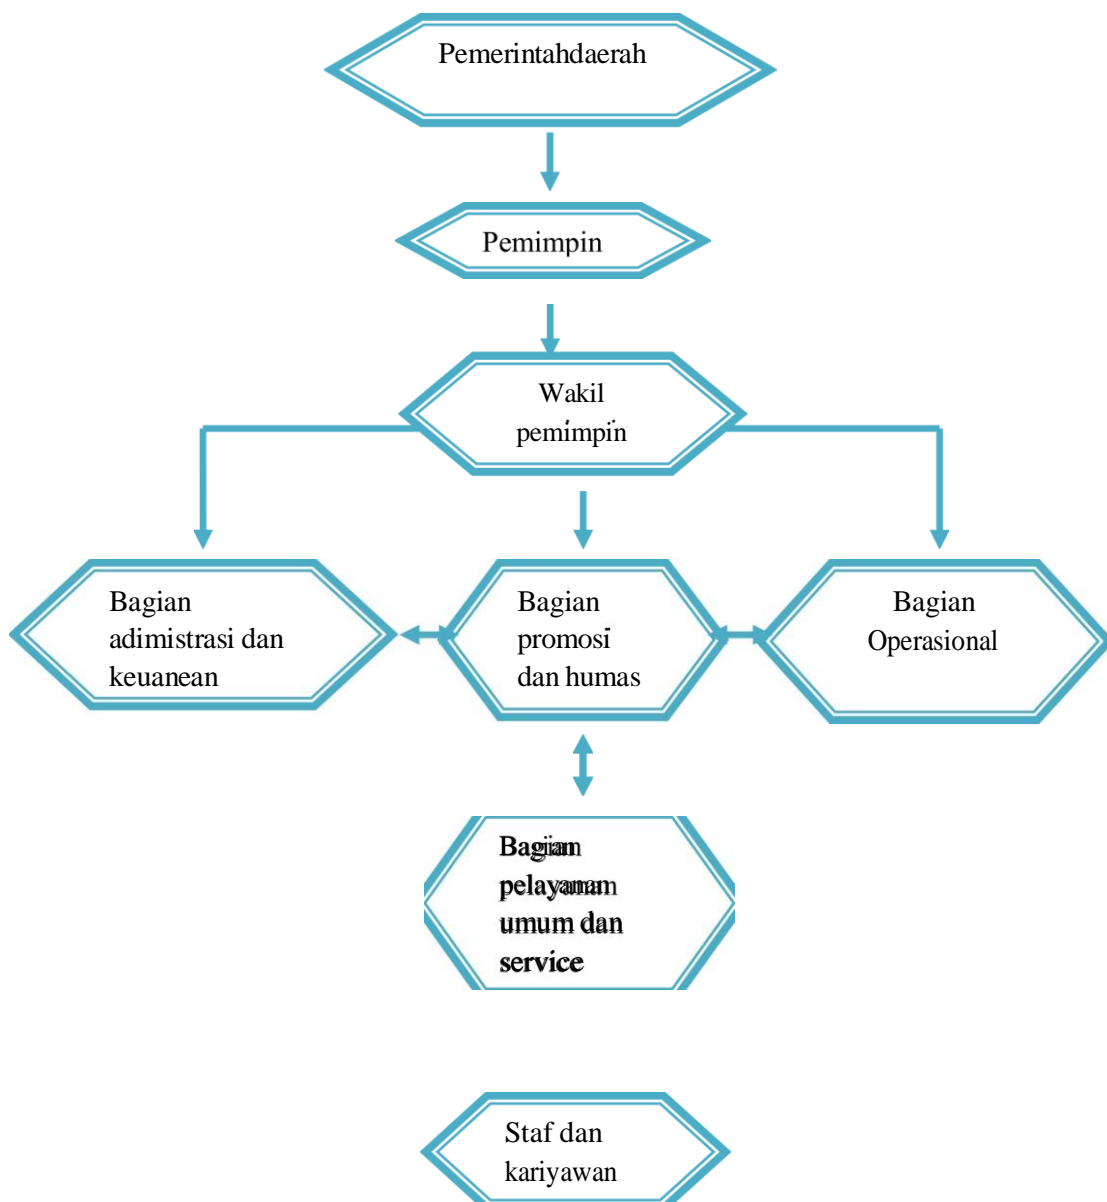 Pemerintahdaerah
Pemimpin
Wakil
pemimpin
Bagian
adimistrasi dan
keuanean
Bagian
promosi
dan humas
Bagian
Operasional
Bagian
pelayanan
umum dan
service
Staf dan
kariyawan